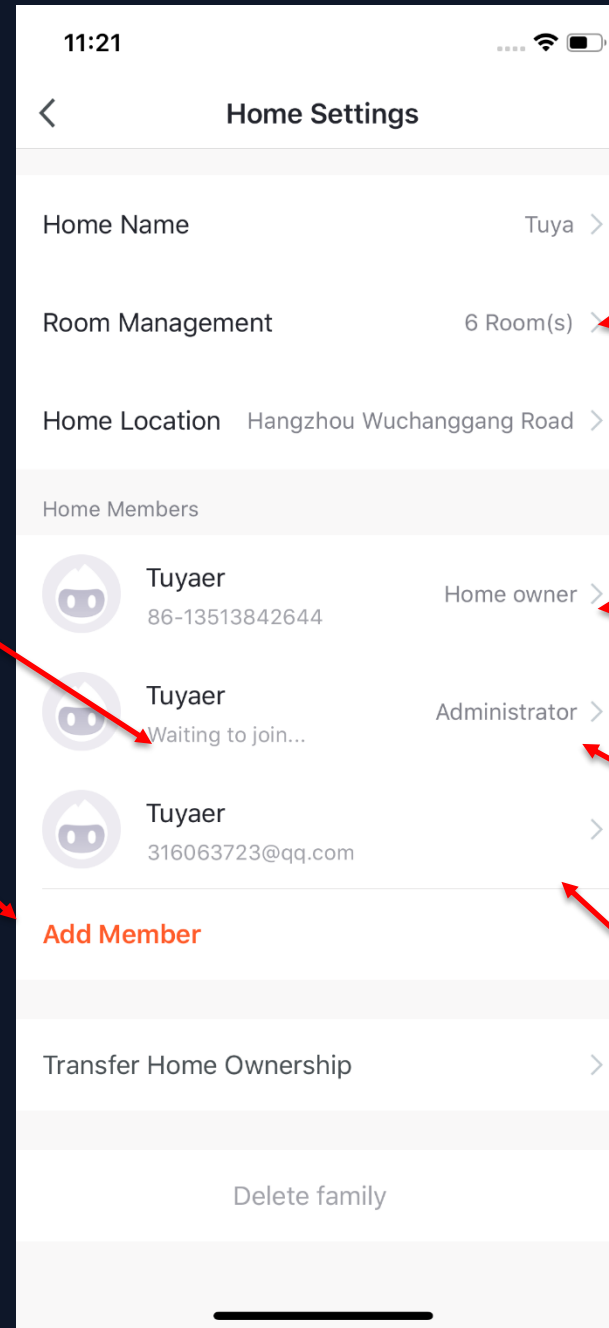 11:21
Home Settings
Home Name Tuya
Room Management 6 Room(s)
Home Location Hangzhou Wuchanggang Road
Home Members
Tuyaer
86-13513842644
Home owner
Tuyaer
Waiting to join...
Administrator
Tuyaer
316063723@qq.com
Add Member
Transfer Home Ownership
Delete family